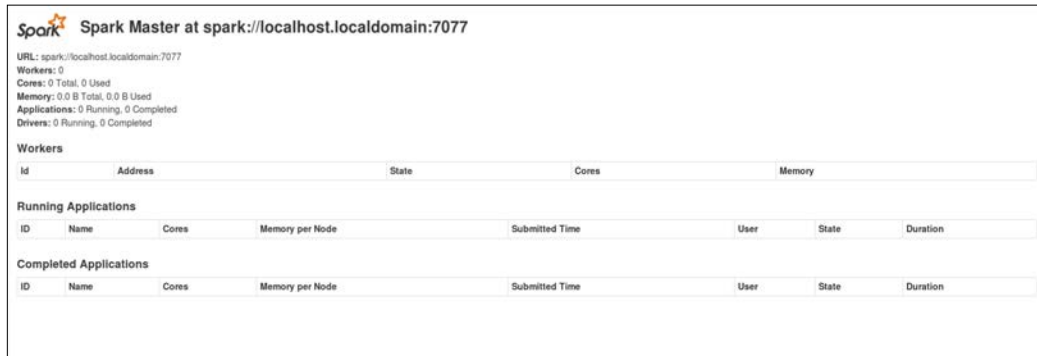 Spark Spark Master at spark://localhost.localdomain:7077
URL: spark://localhost.localdomain:7077
Workers: 0
Cores: 0 Total, 0 Used
Memory: 0.0 B Total, 0.0 B Used
Applications: 0 Running, 0 Completed
Drivers: 0 Running, 0 Completed
Workers
Id Address State Cores Memory
Running Applications
ID Name Cores Memory per Node Submitted Time User State Duration
Completed Applications
ID Name Cores Memory per Node Submitted Time User State Duration